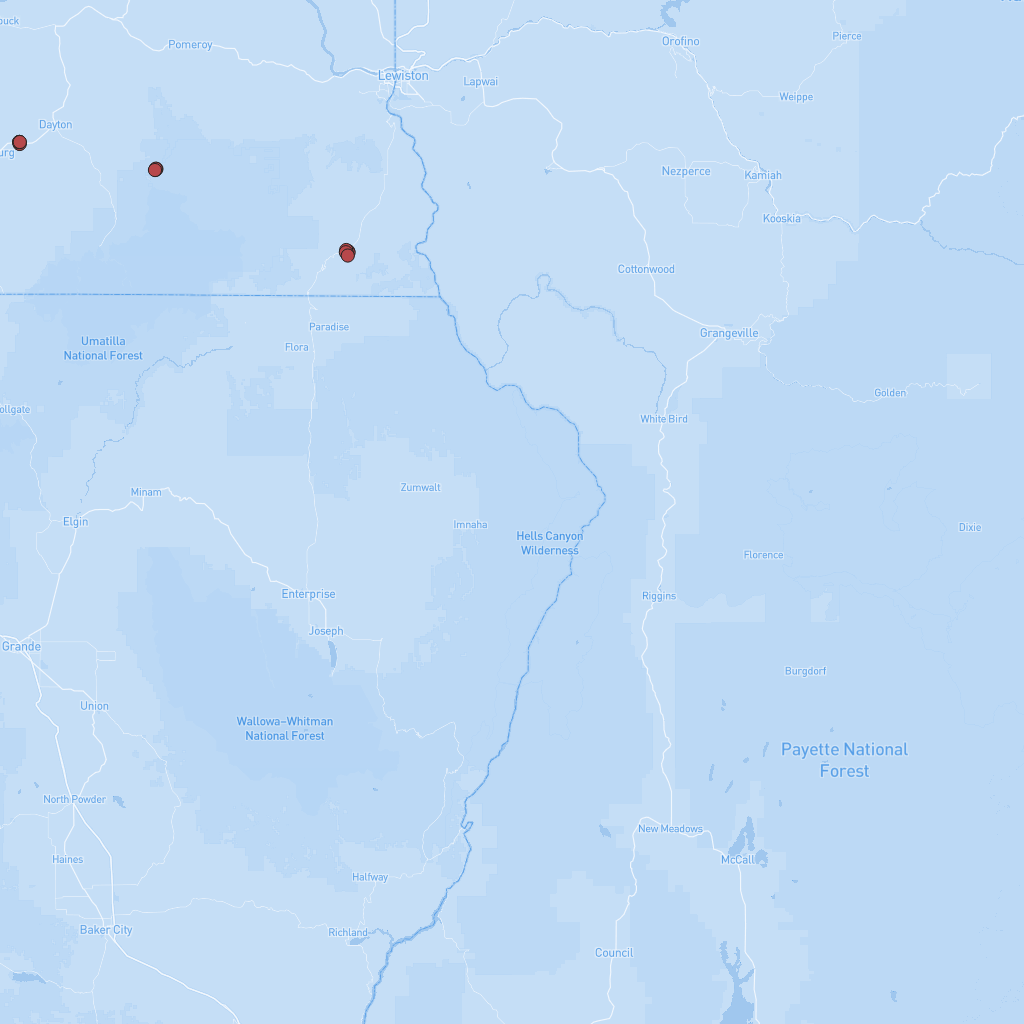 Pomeroy
Lewiston
Lapwai
Orofino
Pierce
Weippe
Dayton
Nezperce
Kamiah
Kooskia
Cottonwood
Grangeville
Paradise
Flora
Umatilla
National Forest
Golden
White Bird
Zumwalt
Minam
Elgin
Imnaha
Dixie
Hells Canyon
Wilderness
Florence
Enterprise
Riggins
Joseph
Grande
Burgdorf
Union
Wallowa–Whitman
National Forest
Payette National
Forest
North Powder
New Meadows
Haines
McCall
Halfway
Baker City
Richland
Council